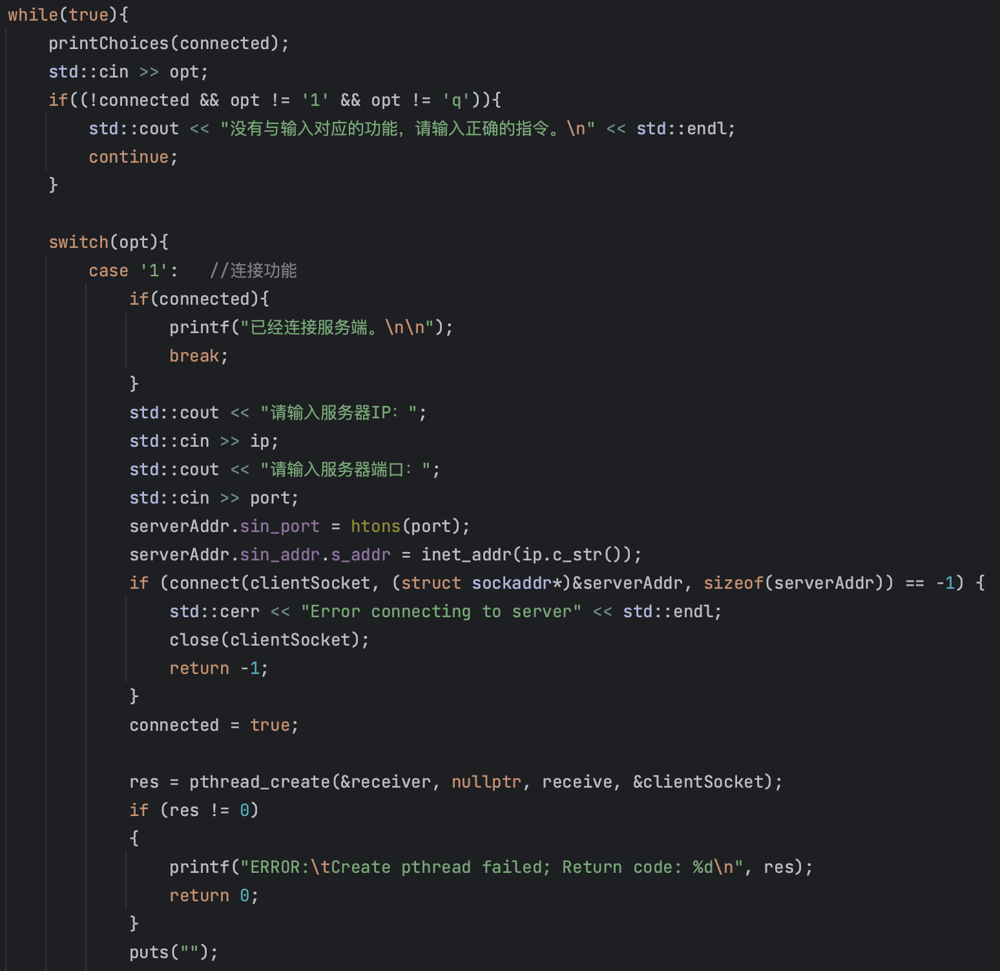 while(true){
    printChoices(connected);
    std::cin >> opt;
    if((!connected && opt != '1' && opt != 'q')){
        std::cout << "没有与输入对应的功能，请输入正确的指令。\n" << std::endl;
        continue;
    }

    switch(opt){
        case '1':   //连接功能
            if(connected){
                printf("已经连接服务端。\n\n");
                break;
            }
            std::cout << "请输入服务器IP：";
            std::cin >> ip;
            std::cout << "请输入服务器端口：";
            std::cin >> port;
            serverAddr.sin_port = htons(port);
            serverAddr.sin_addr.s_addr = inet_addr(ip.c_str());
            if (connect(clientSocket, (struct sockaddr*)&serverAddr, sizeof(serverAddr)) == -1) {
                std::cerr << "Error connecting to server" << std::endl;
                close(clientSocket);
                return -1;
            }
            connected = true;

            res = pthread_create(&receiver, nullptr, receive, &clientSocket);
            if (res != 0)
            {
                printf("ERROR:\tCreate pthread failed; Return code: %d\n", res);
                return 0;
            }
            puts("");